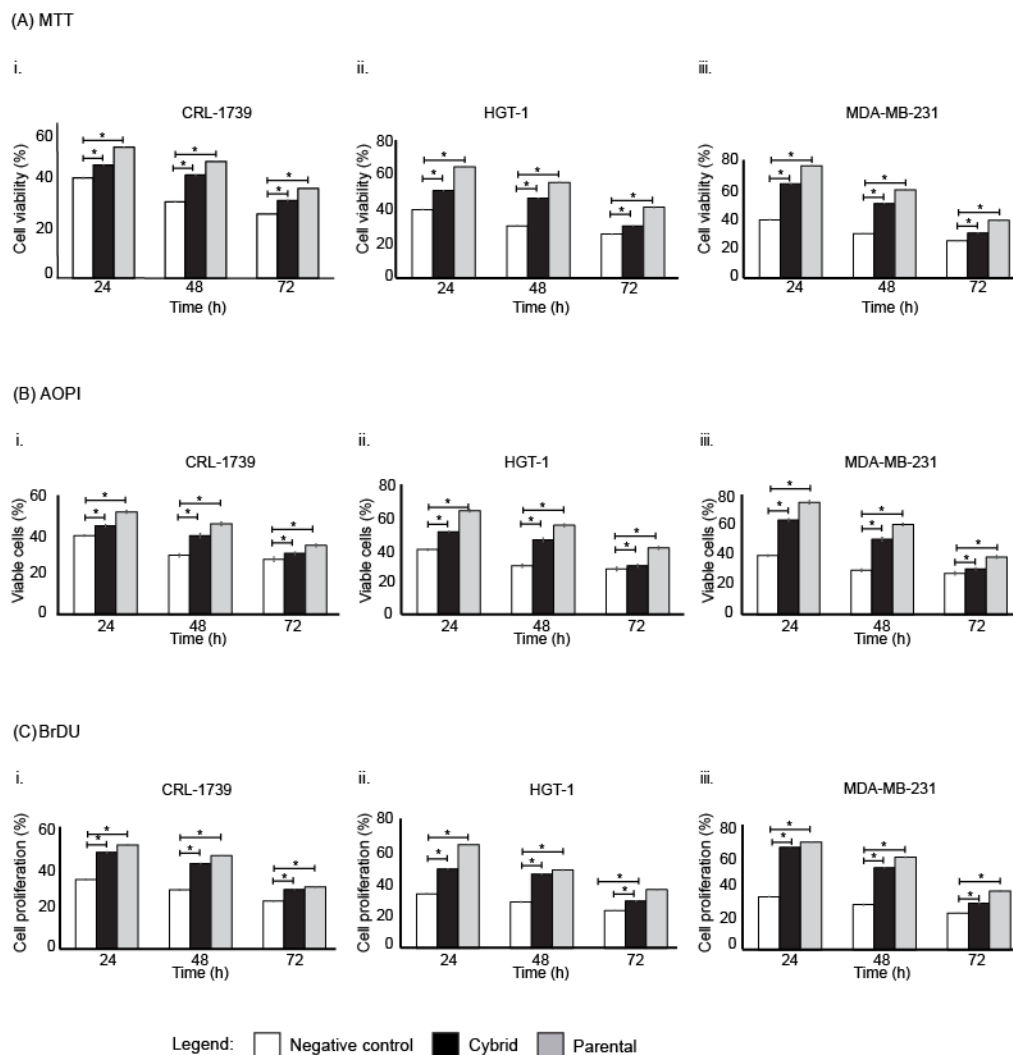 (A) MTT
i.
ii.
iii.
CRL-1739
HGT-1
MDA-MB-231
Cell viability (%)
60
40
20
0
* * * * * *
24 48 72
Time (h)
Cell viability (%)
80
60
40
20
0
* * * * * *
24 48 72
Time (h)
Cell viability (%)
80
60
40
20
0
* * * * * *
24 48 72
Time (h)
(B) AOPI
i.
ii.
iii.
CRL-1739
HGT-1
MDA-MB-231
Viable cells (%)
60
40
20
0
* * * * * *
24 48 72
Time (h)
Viable cells (%)
80
60
40
20
0
* * * * * *
24 48 72
Time (h)
Viable cells (%)
80
60
40
20
0
* * * * * *
24 48 72
Time (h)
(C) BrDU
i.
ii.
iii.
CRL-1739
HGT-1
MDA-MB-231
Cell proliferation (%)
60
40
20
0
* * * * * *
24 48 72
Time (h)
Cell proliferation (%)
80
60
40
20
0
* * * * * *
24 48 72
Time (h)
Cell proliferation (%)
80
60
40
20
0
* * * * * *
24 48 72
Time (h)
Legend: Negative control Cybrid Parental